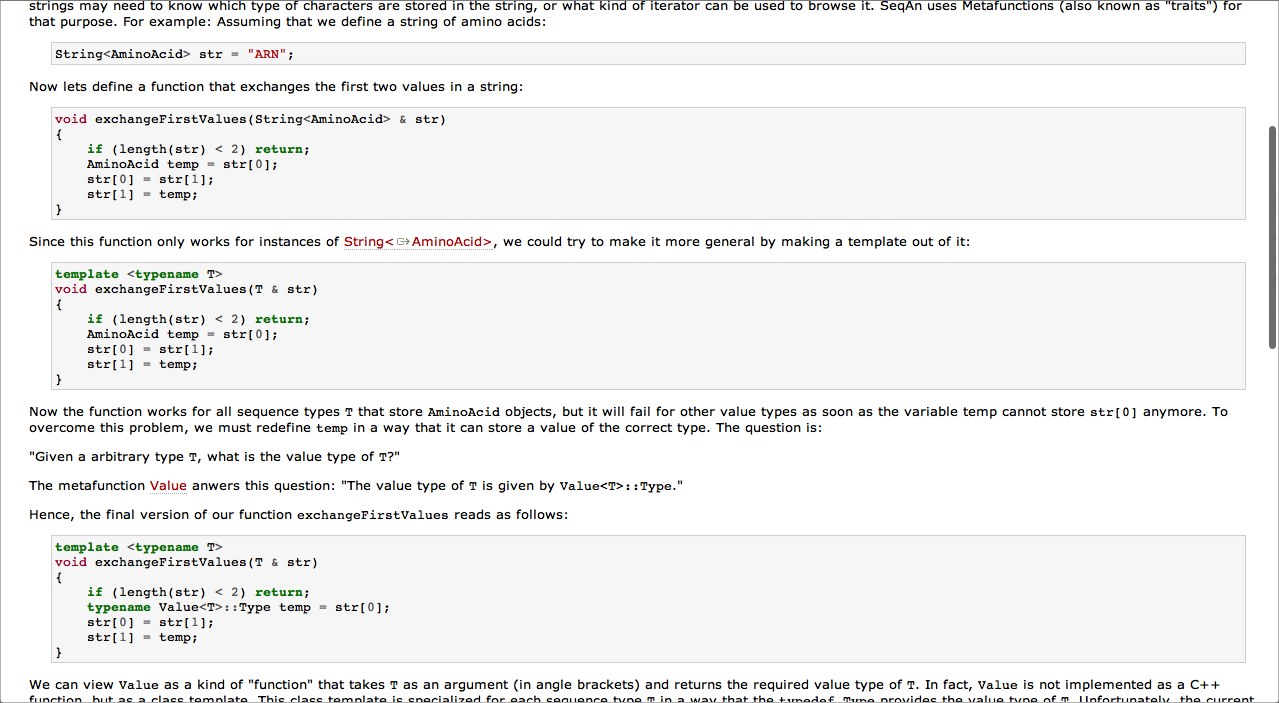 strings may need to know which type of characters are stored in the string, or what kind of iterator can be used to browse it. SeqAn uses Metafunctions (also known as "traits") for
that purpose. For example: Assuming that we define a string of amino acids:
String<AminoAcid> str = "ARN";
Now lets define a function that exchanges the first two values in a string:
void exchangeFirstValues(String<AminoAcid> & str)
{
    if (length(str) < 2) return;
    AminoAcid temp = str[0];
    str[0] = str[1];
    str[1] = temp;
}
Since this function only works for instances of String<AminoAcid>, we could try to make it more general by making a template out of it:
template <typename T>
void exchangeFirstValues(T & str)
{
    if (length(str) < 2) return;
    AminoAcid temp = str[0];
    str[0] = str[1];
    str[1] = temp;
}
Now the function works for all sequence types T that store AminoAcid objects, but it will fail for other value types as soon as the variable temp cannot store str[0] anymore. To
overcome this problem, we must redefine temp in a way that it can store a value of the correct type. The question is:
"Given a arbitrary type T, what is the value type of T?"
The metafunction Value anwers this question: "The value type of T is given by Value<T>::Type."
Hence, the final version of our function exchangeFirstValues reads as follows:
template <typename T>
void exchangeFirstValues(T & str)
{
    if (length(str) < 2) return;
    typename Value<T>::Type temp = str[0];
    str[0] = str[1];
    str[1] = temp;
}
We can view Value as a kind of "function" that takes T as an argument (in angle brackets) and returns the required value type of T. In fact, Value is not implemented as a C++
function, but as a class template. This class template is specialized for each sequence type T in a way that the typedef Type provides the value type of T. Unfortunately, the current